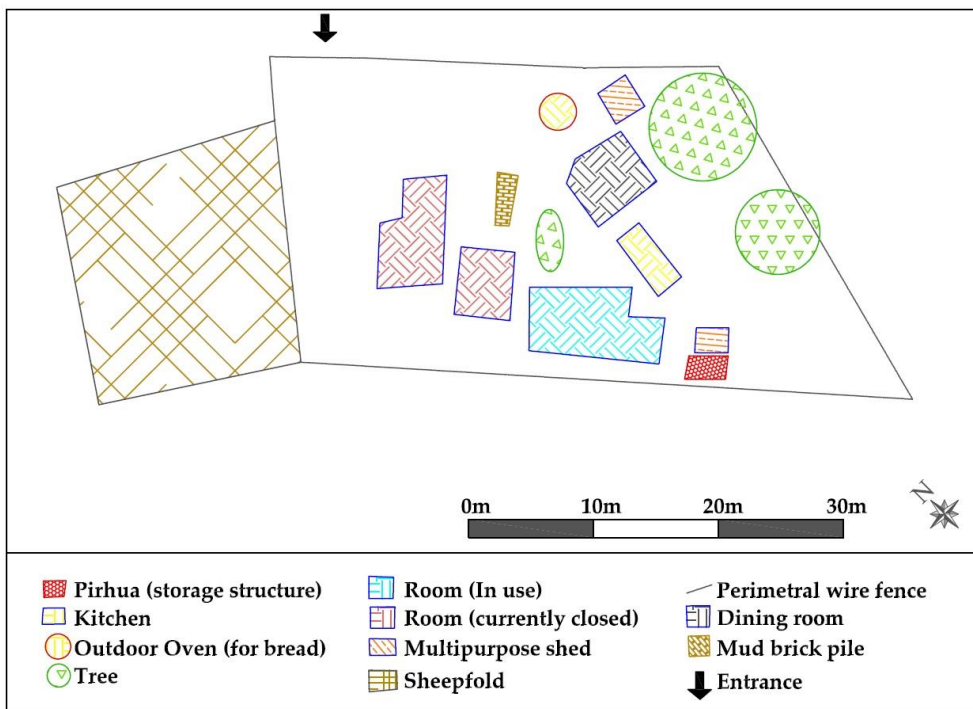 0m 10m 20m 30m
N
Pirhua (storage structure)
Kitchen
Outdoor Oven (for bread)
Tree
Room (In use)
Room (currently closed)
Multipurpose shed
Sheepfold
Perimetral wire fence
Dining room
Mud brick pile
Entrance